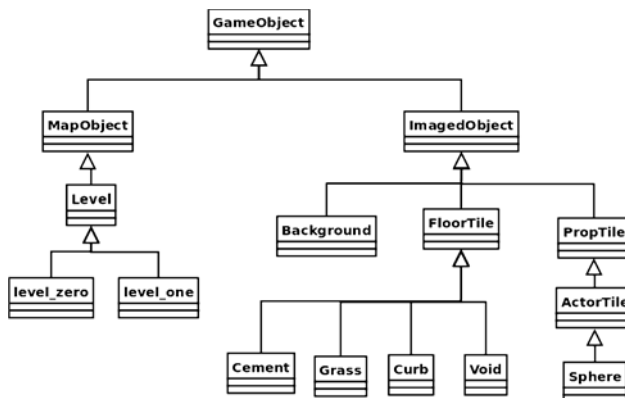 GameObject
MapObject
ImagedObject
Level
Background
FloorTile
PropTile
level_zero
level_one
ActorTile
Cement
Grass
Curb
Void
Sphere